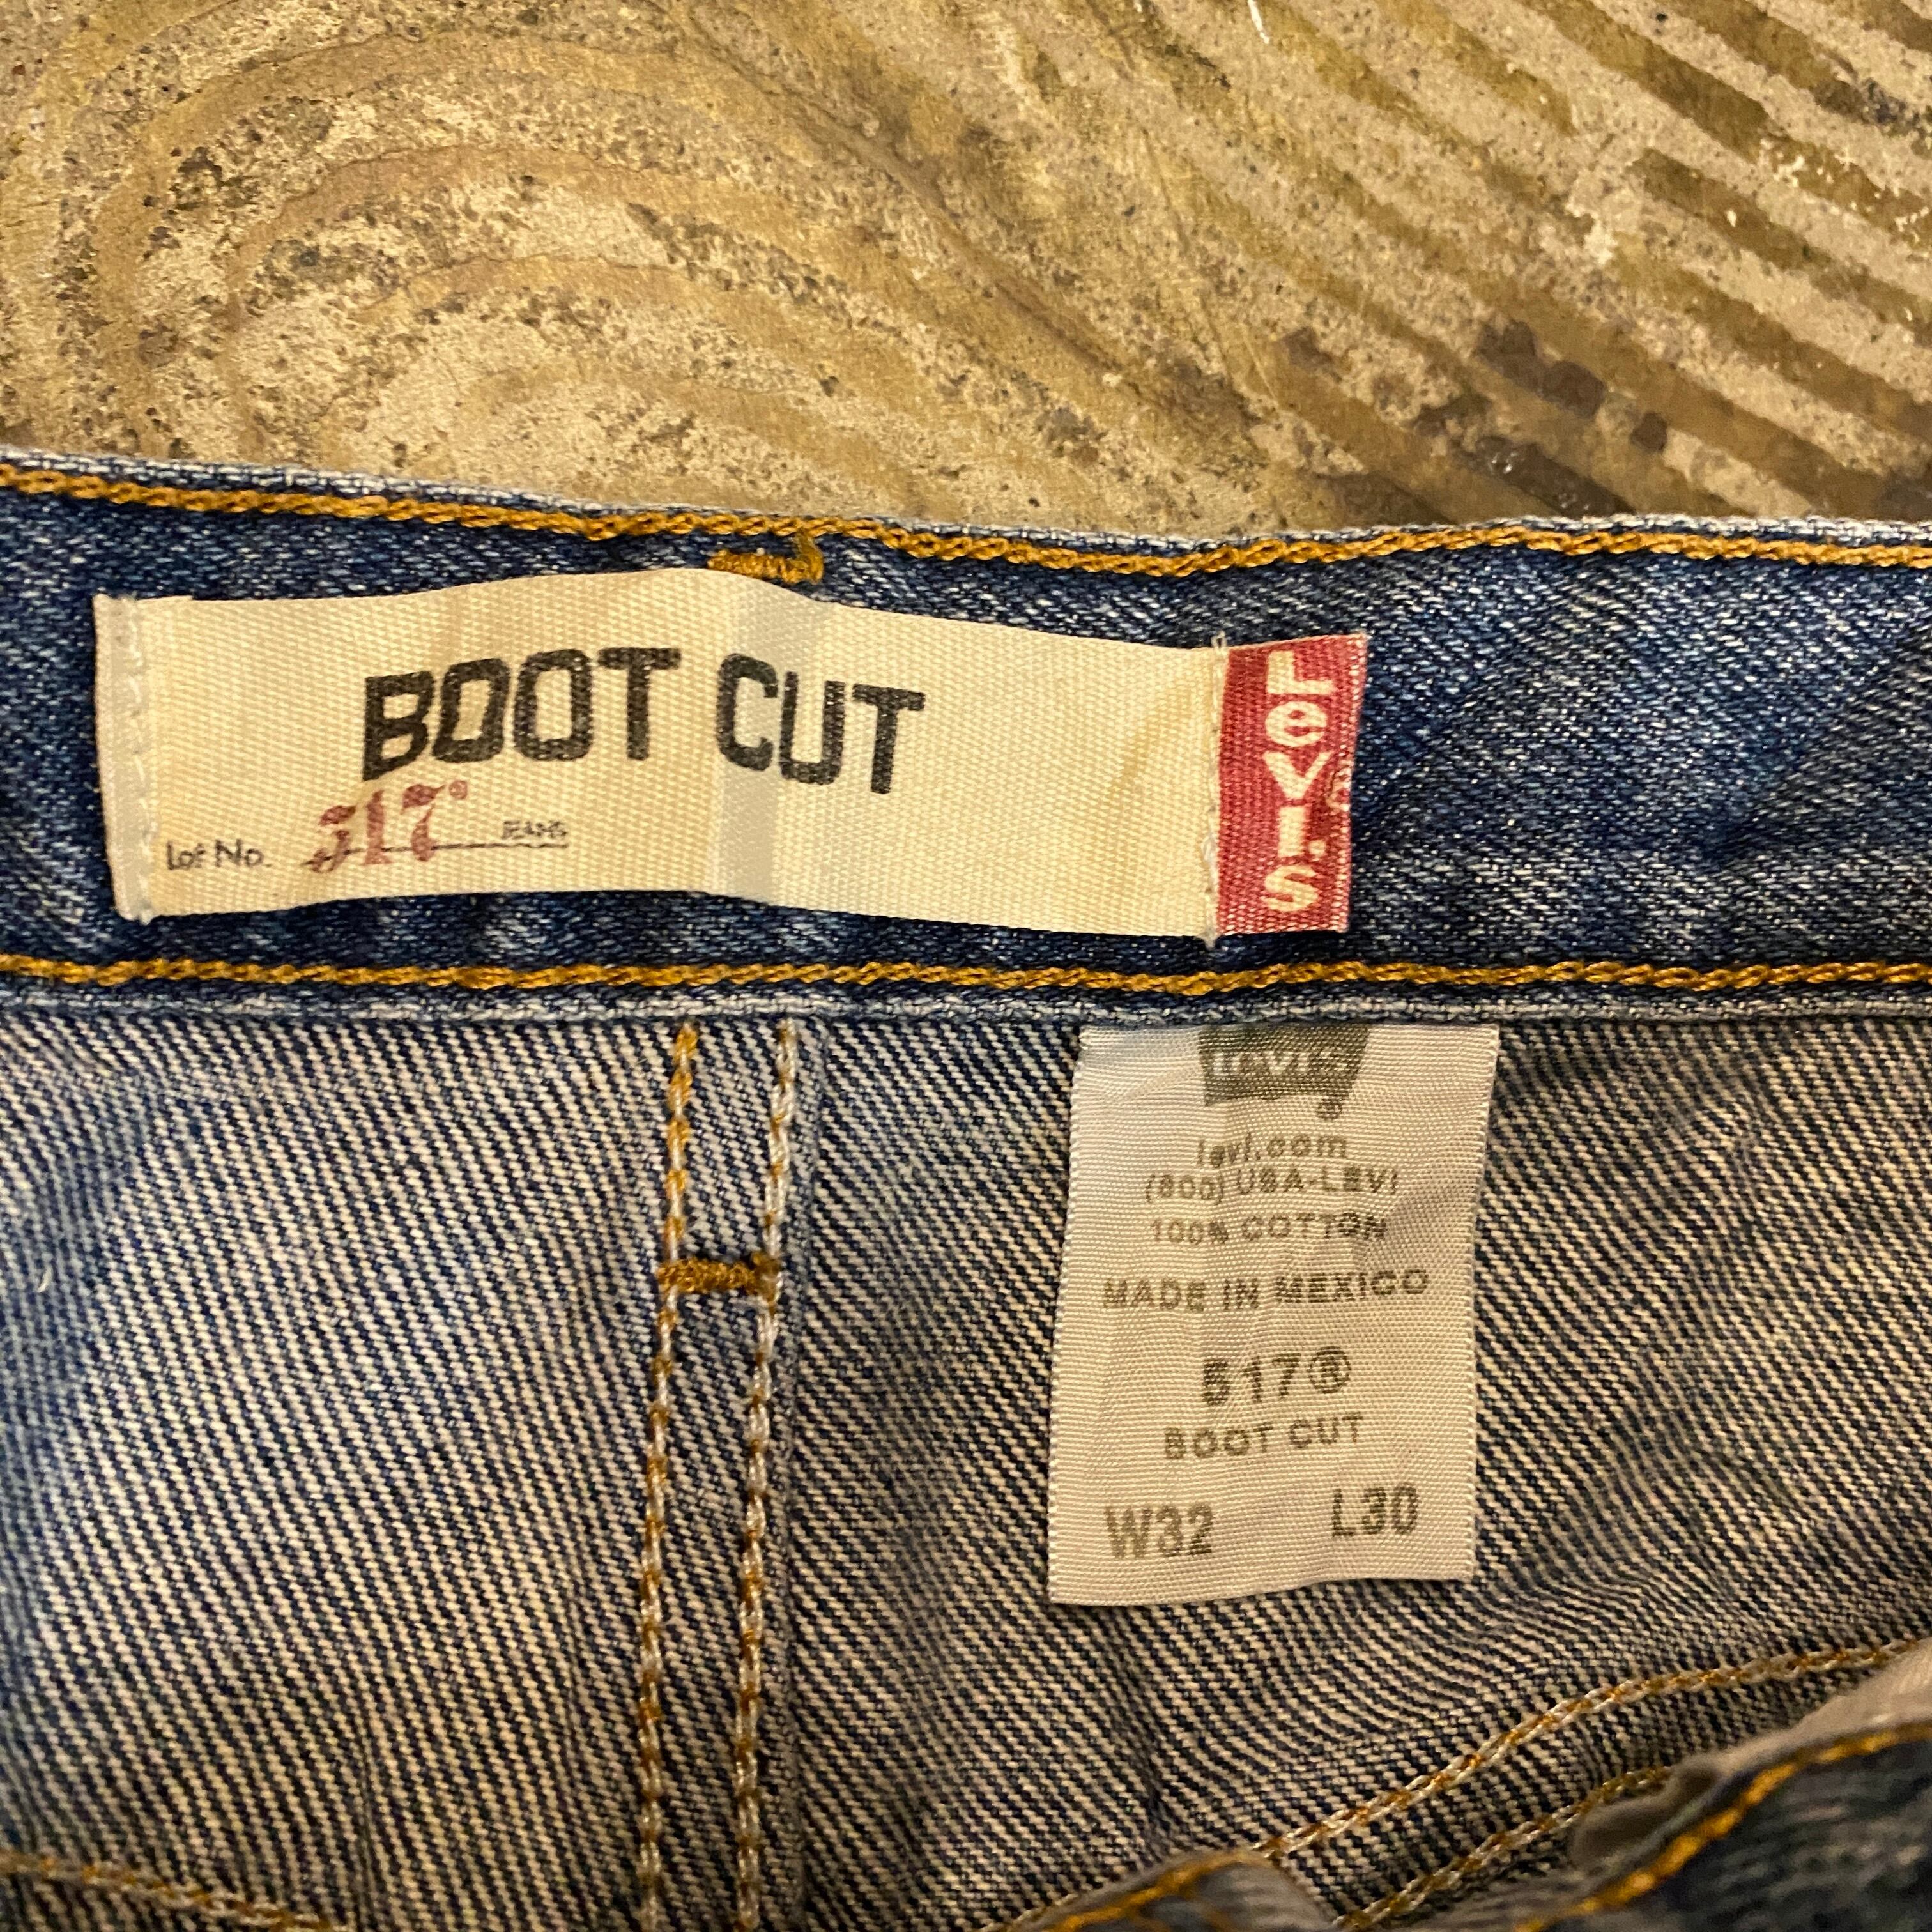 BOOT CUT
Lot No. 517® JEANS
Levi's
Levi's
®
levi.com
(800) USA-LEVI
100% COTTON
MADE IN MEXICO
517®
BOOT CUT
W32 L30